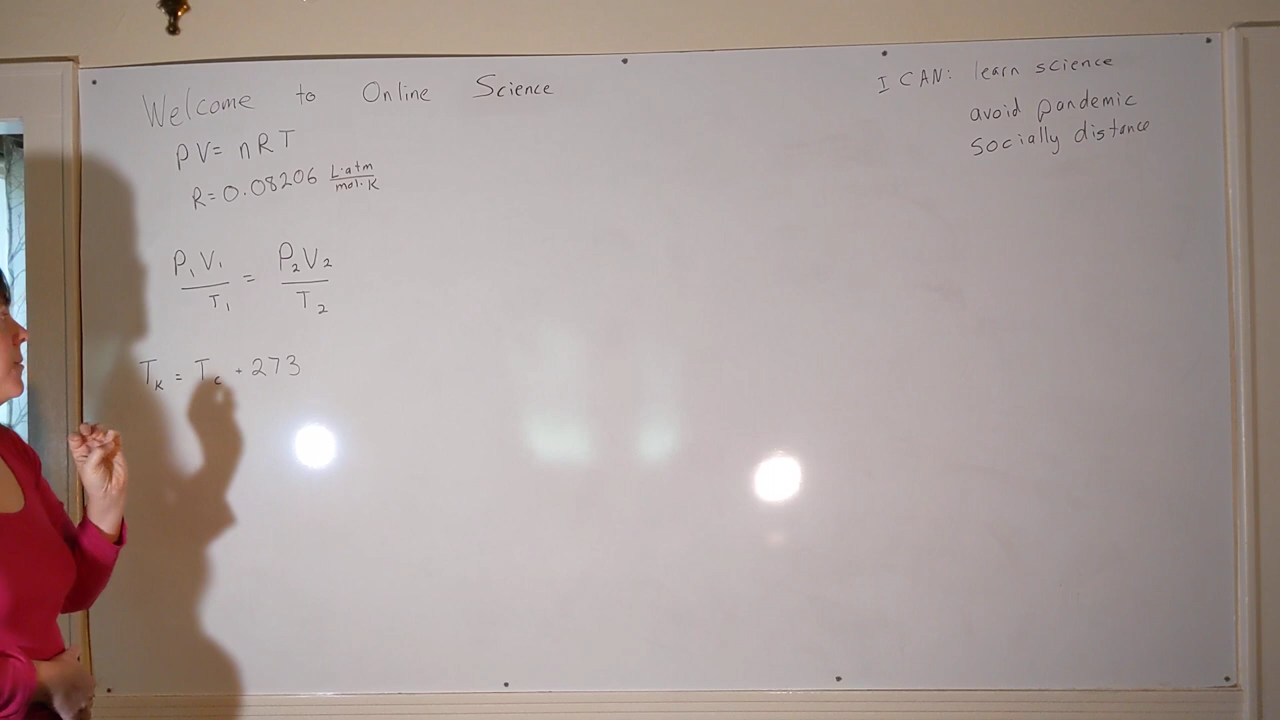 Welcome to Online Science
PV = nRT
R = 0.08206 L·atm / mol·K
P₁V₁ / T₁ = P₂V₂ / T₂
T_K = T_C + 273
I CAN: learn science
avoid pandemic
socially distance